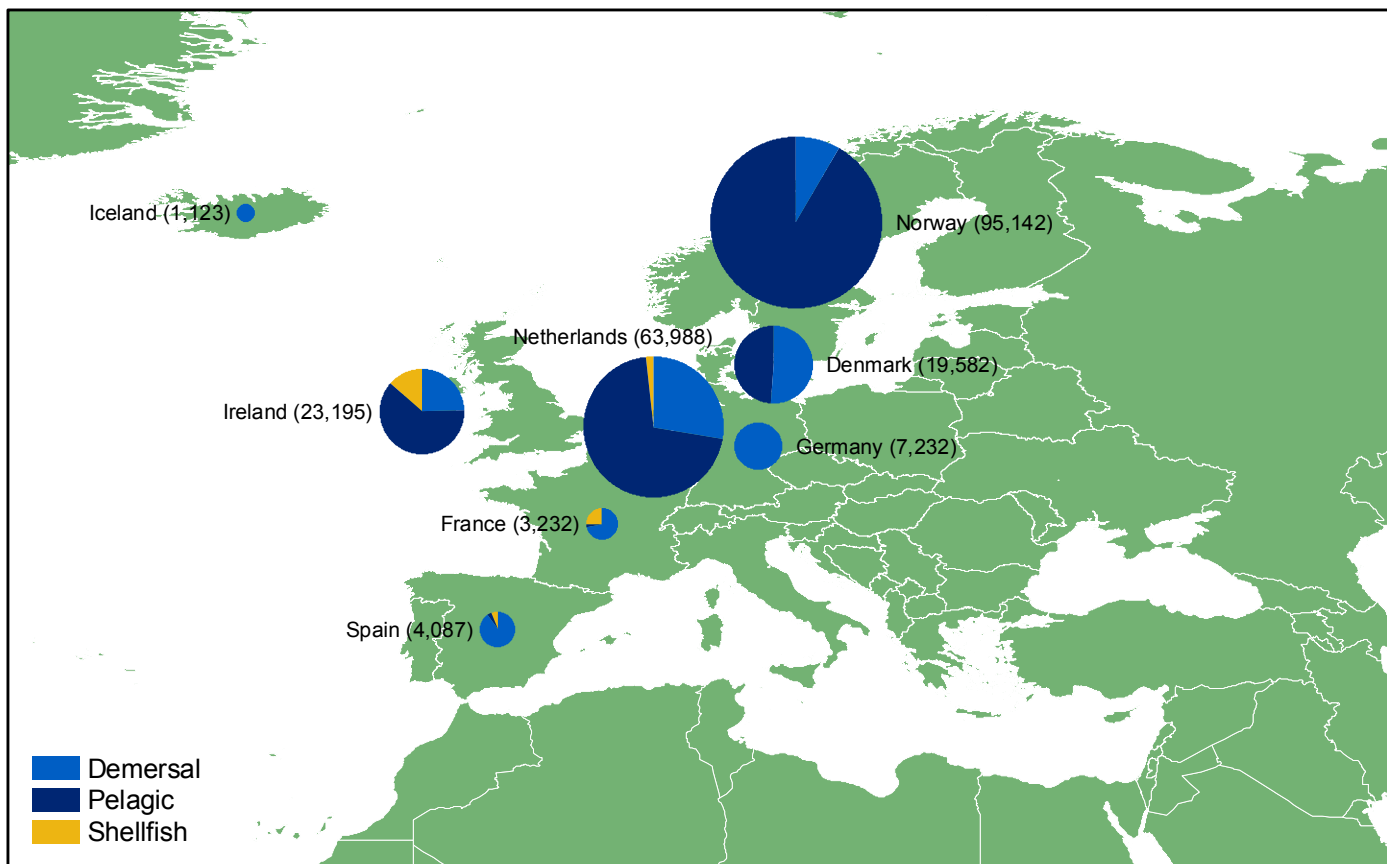 Iceland (1,123)
Norway (95,142)
Netherlands (63,988)
Denmark (19,582)
Ireland (23,195)
Germany (7,232)
France (3,232)
Spain (4,087)
Demersal
Pelagic
Shellfish